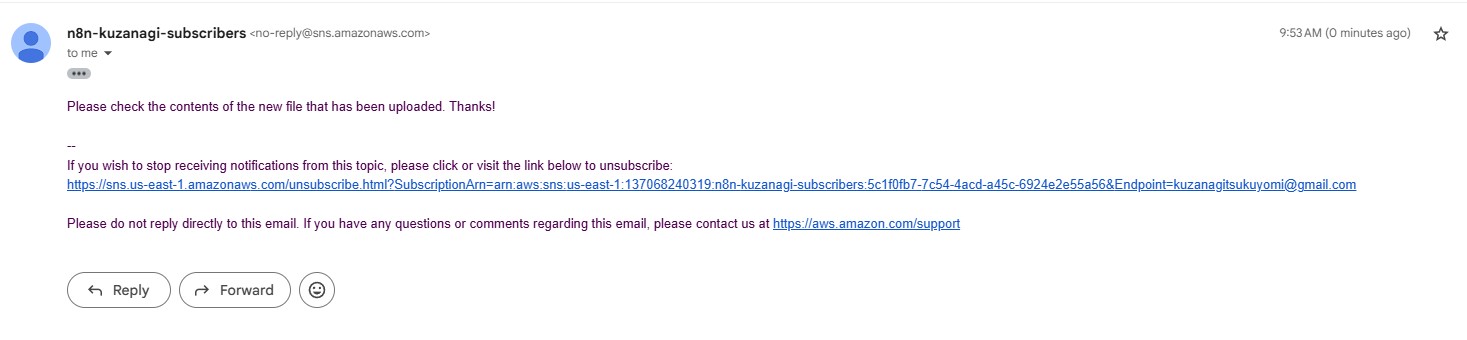 n8n-kuzanagi-subscribers <no-reply@sns.amazonaws.com> 9:53 AM (0 minutes ago)
to me
Please check the contents of the new file that has been uploaded. Thanks!
--
If you wish to stop receiving notifications from this topic, please click or visit the link below to unsubscribe:
https://sns.us-east-1.amazonaws.com/unsubscribe.html?SubscriptionArn=arn:aws:sns:us-east-1:137068240319:n8n-kuzanagi-subscribers:5c1f0fb7-7c54-4acd-a45c-6924e2e55a56&Endpoint=kuzanagitsukuyomi@gmail.com
Please do not reply directly to this email. If you have any questions or comments regarding this email, please contact us at https://aws.amazon.com/support
Reply Forward